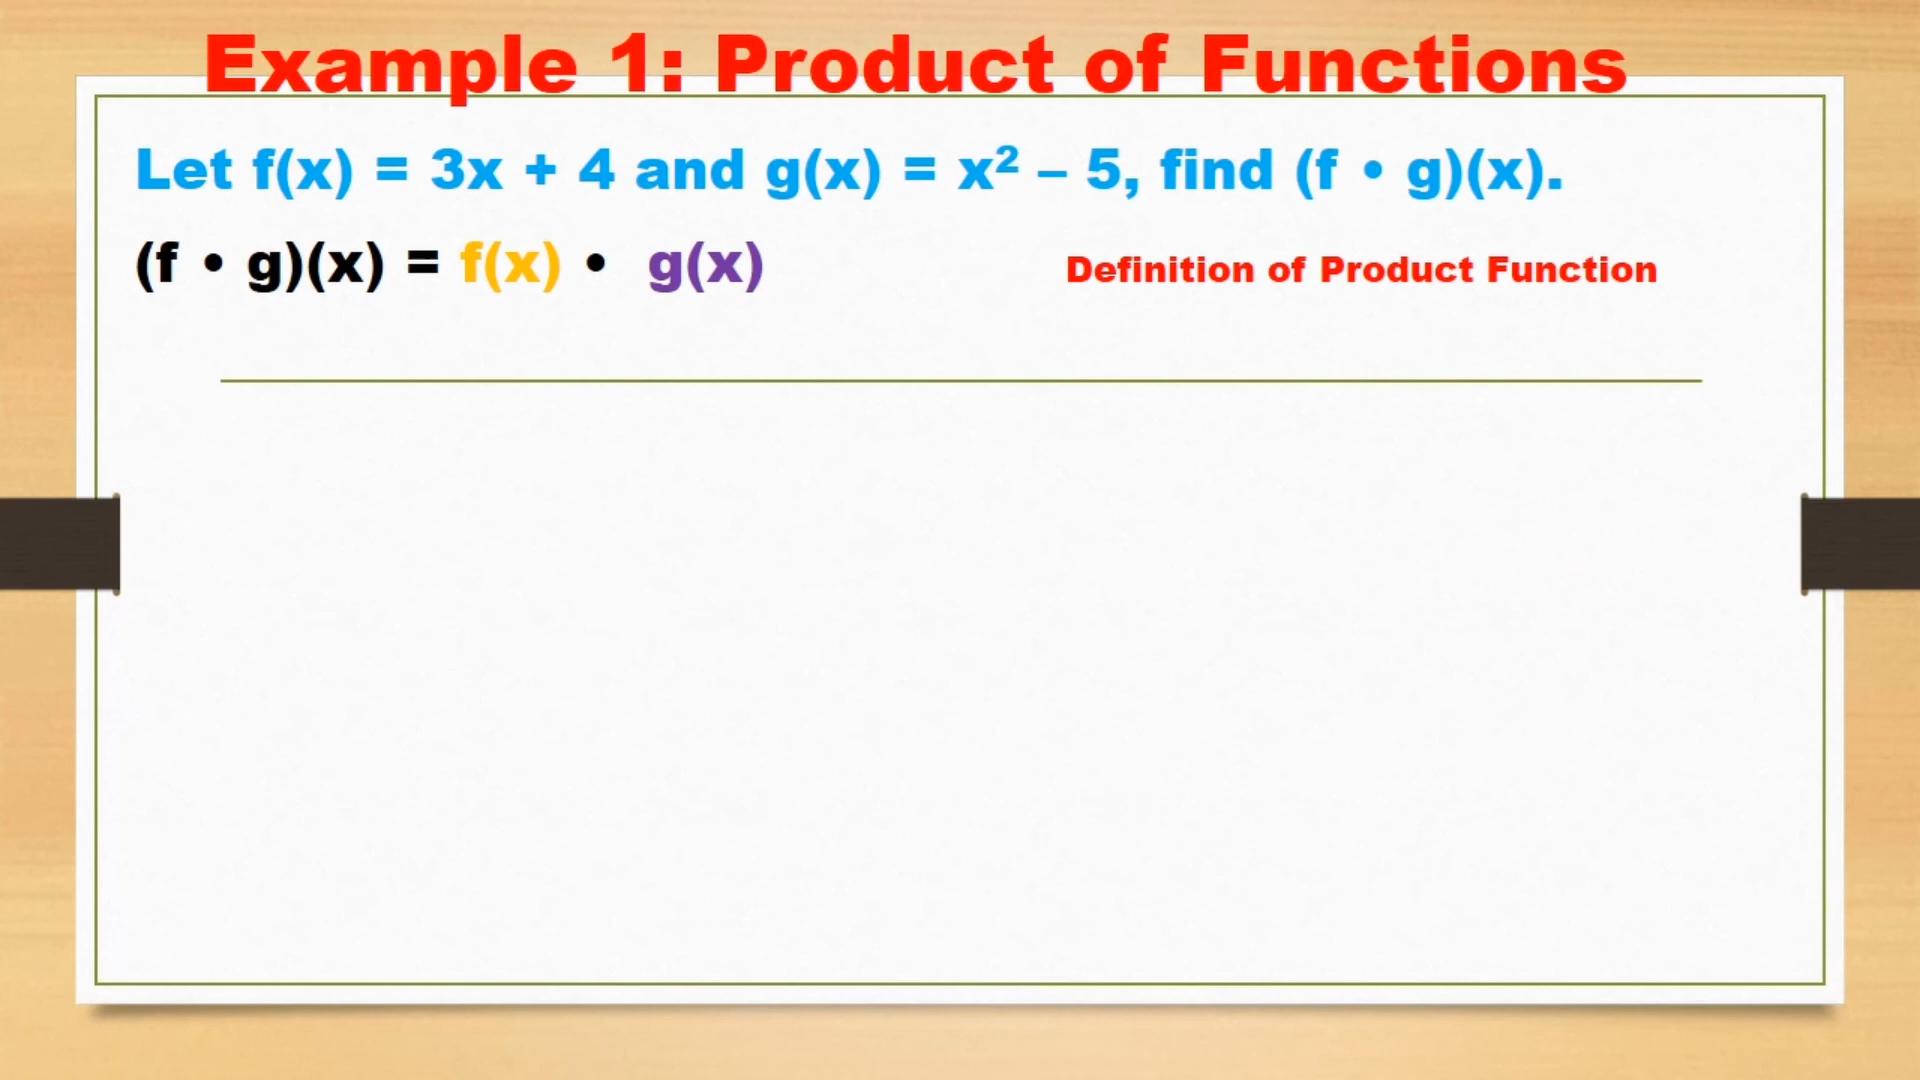 Example 1: Product of Functions
Let f(x) = 3x + 4 and g(x) = x² – 5, find (f • g)(x).
(f • g)(x) = f(x) • g(x) Definition of Product Function